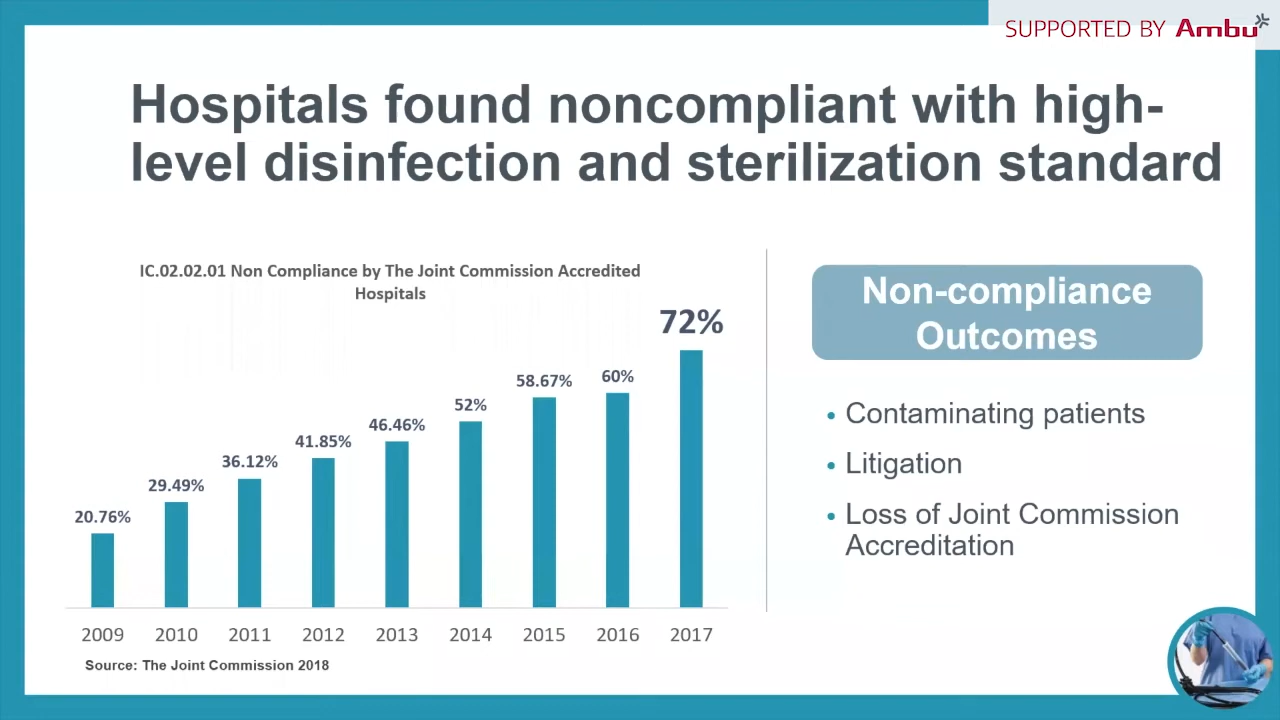 SUPPORTED BY Ambu
Hospitals found noncompliant with high-
level disinfection and sterilization standard
IC.02.02.01 Non Compliance by The Joint Commission Accredited
Hospitals
20.76%
29.49%
36.12%
41.85%
46.46%
52%
58.67%
60%
72%
2009 2010 2011 2012 2013 2014 2015 2016 2017
Source: The Joint Commission 2018
Non-compliance
Outcomes
• Contaminating patients
• Litigation
• Loss of Joint Commission
Accreditation